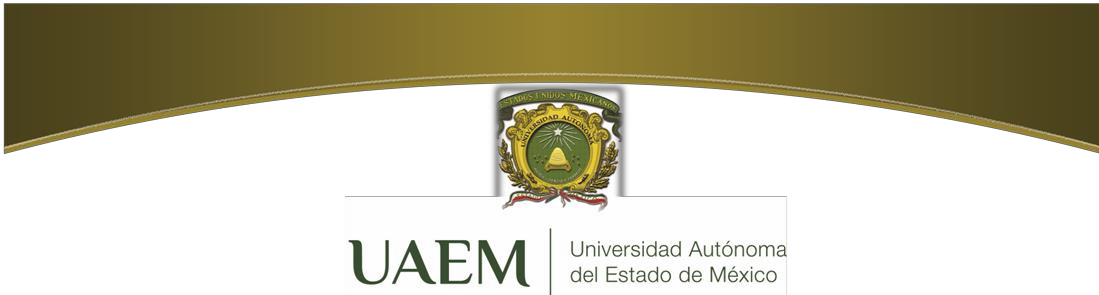 ESTADOS UNIDOS MEXICANOS
UNIVERSIDAD AUTÓNOMA
UAEM
Universidad Autónoma
del Estado de México